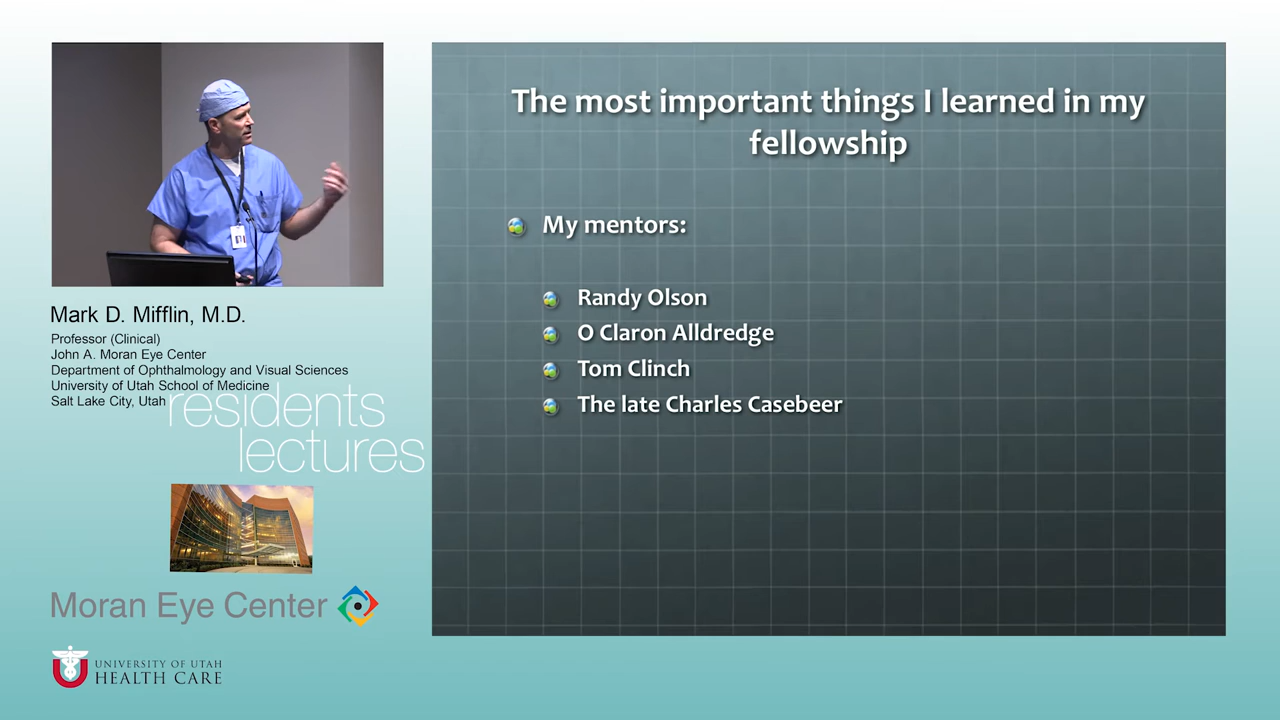 Mark D. Mifflin, M.D.
Professor (Clinical)
John A. Moran Eye Center
Department of Ophthalmology and Visual Sciences
University of Utah School of Medicine
Salt Lake City, Utah
residents
lectures
Moran Eye Center
UNIVERSITY OF UTAH
HEALTH CARE
The most important things I learned in my
fellowship
My mentors:
Randy Olson
O Claron Alldredge
Tom Clinch
The late Charles Casebeer